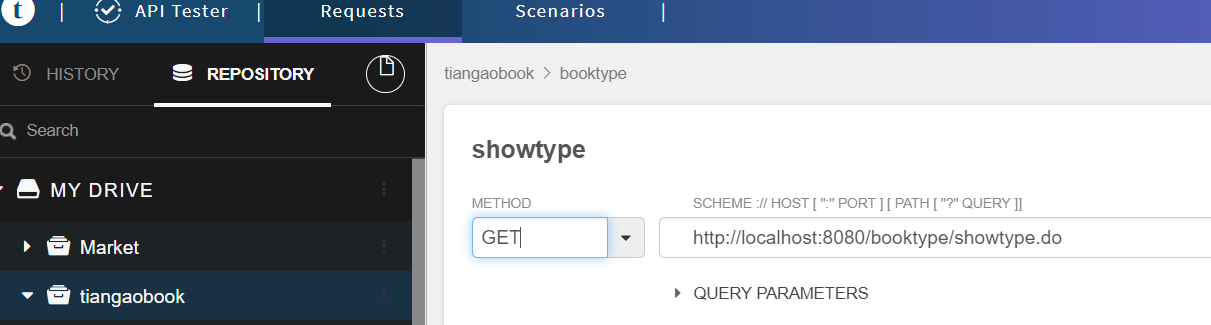 t | API Tester | Requests Scenarios |
HISTORY REPOSITORY
Search
MY DRIVE
Market
tiangaobook
tiangaobook > booktype
showtype
METHOD SCHEME :// HOST [ ":" PORT ] [ PATH [ "?" QUERY ]]
GET http://localhost:8080/booktype/showtype.do
QUERY PARAMETERS